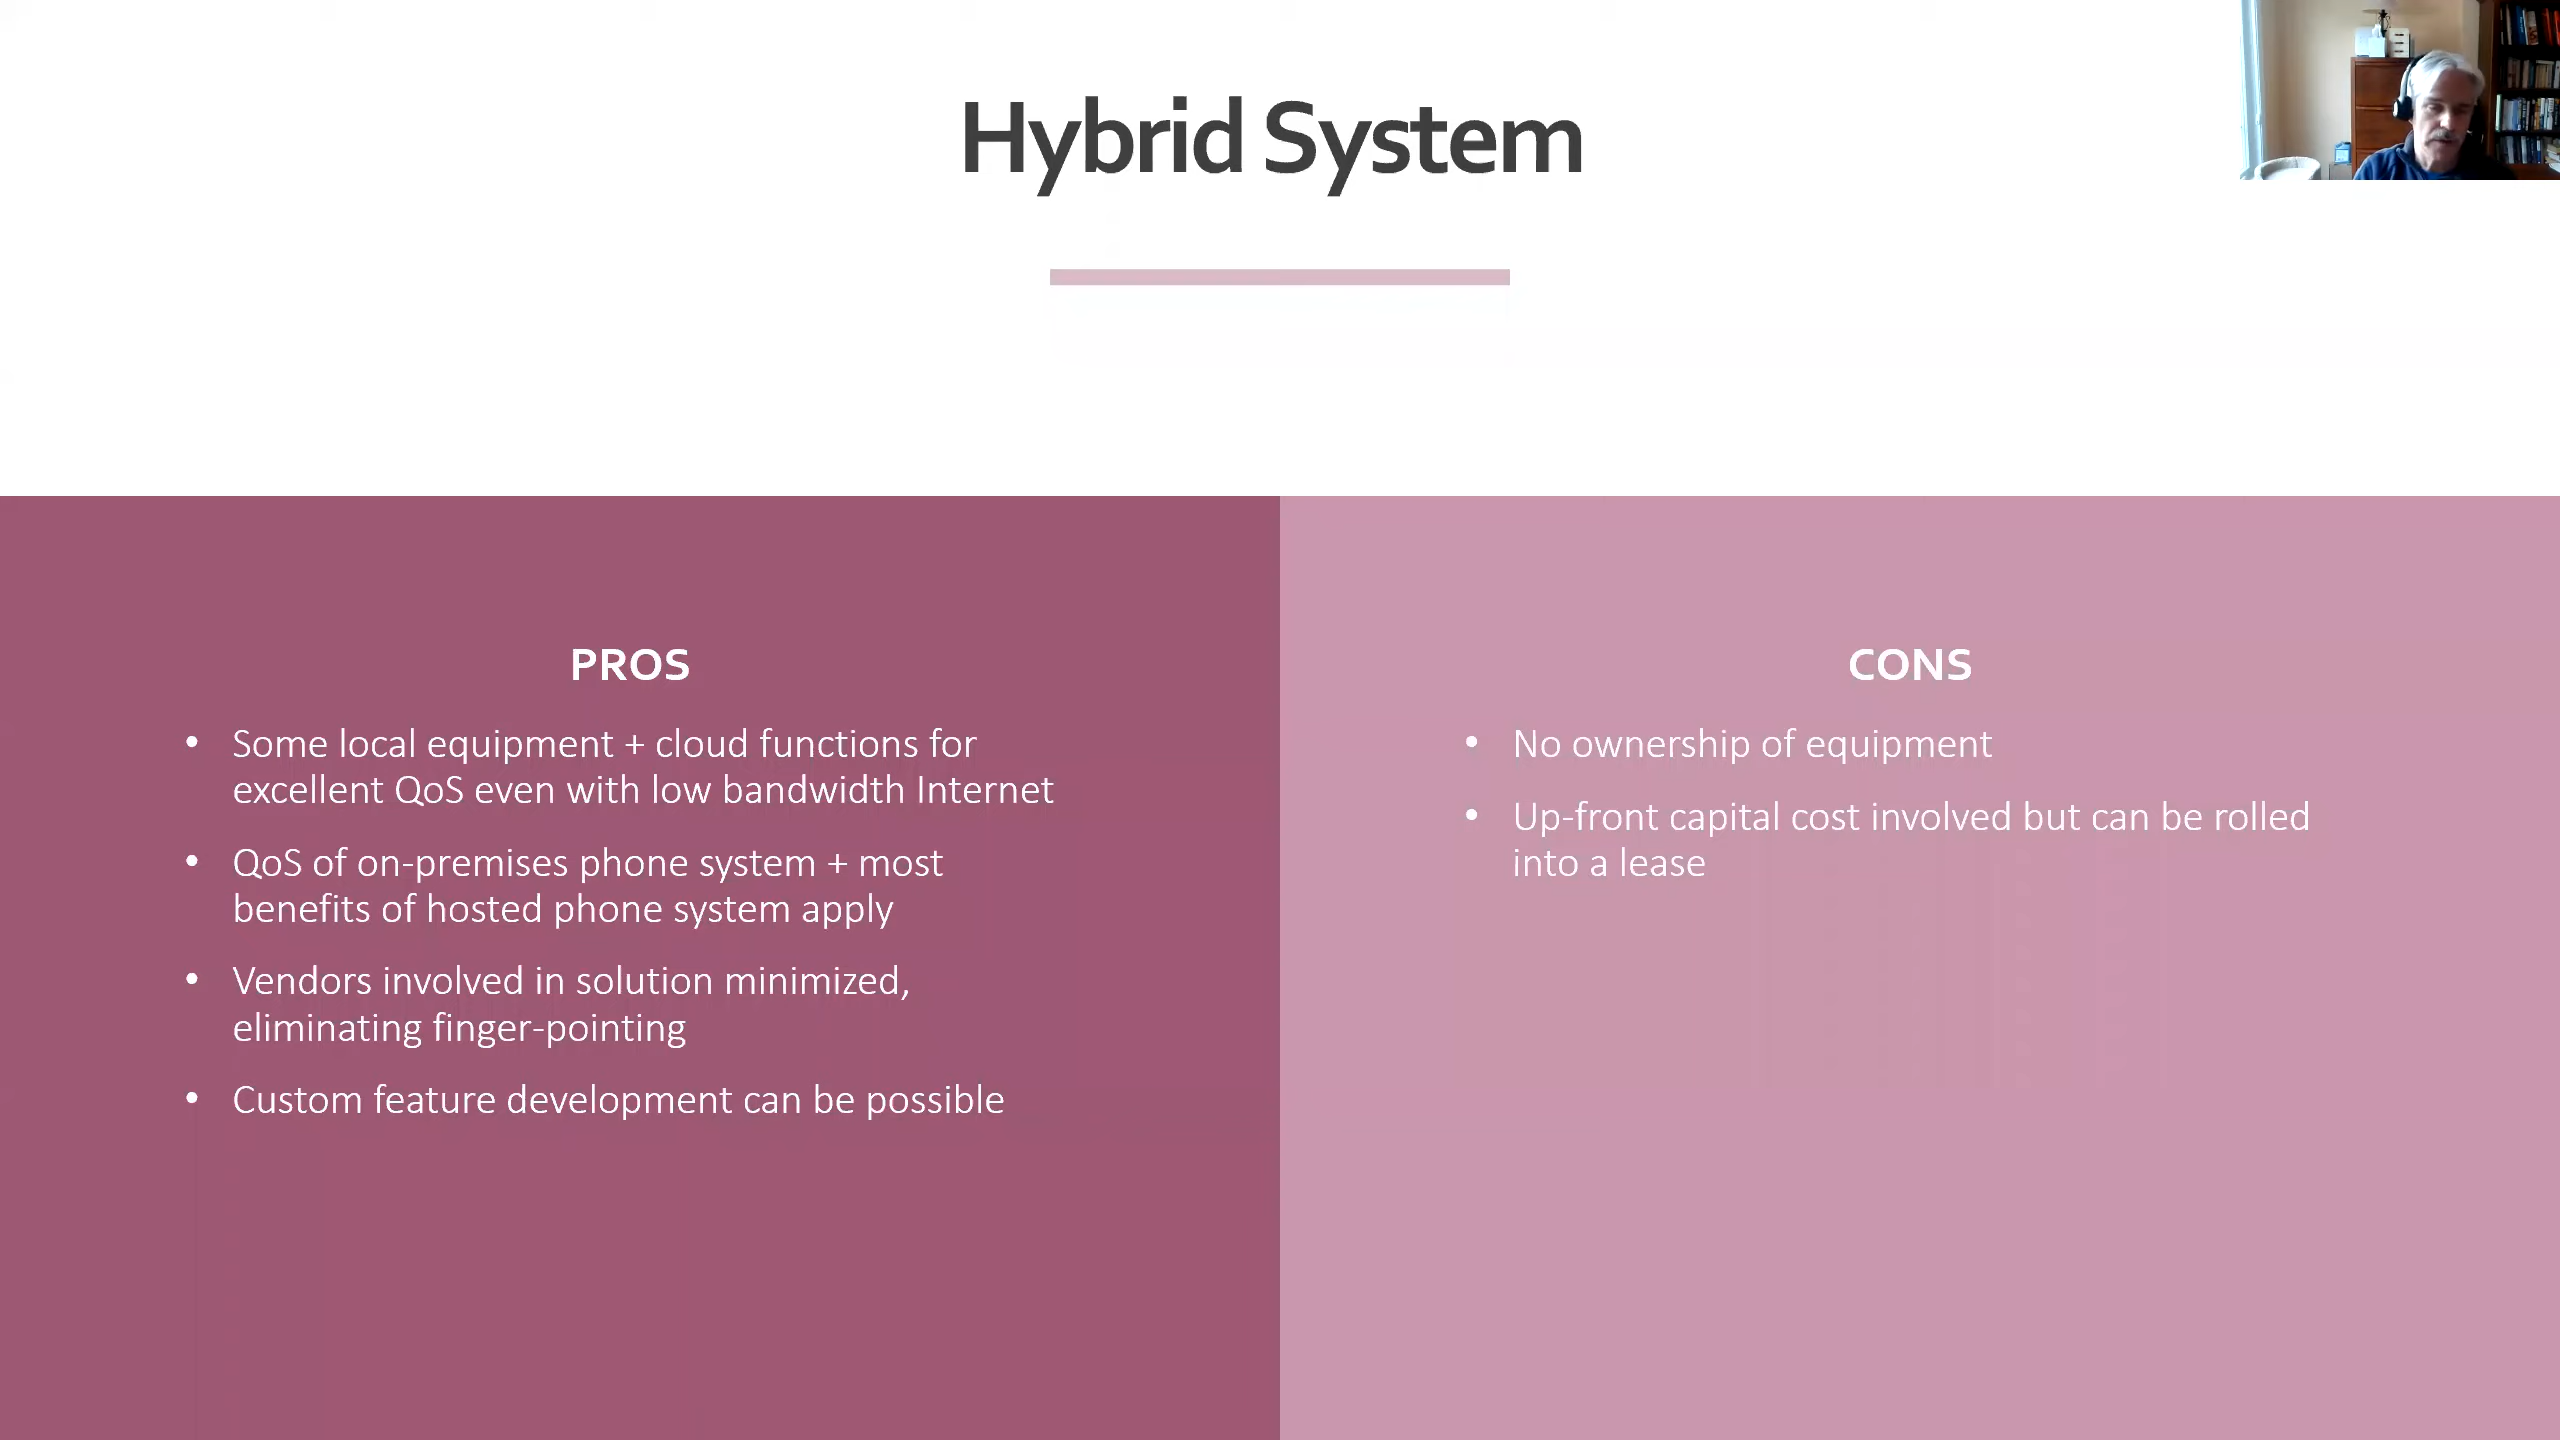 Hybrid System
PROS
• Some local equipment + cloud functions for
excellent QoS even with low bandwidth Internet
• QoS of on-premises phone system + most
benefits of hosted phone system apply
• Vendors involved in solution minimized,
eliminating finger-pointing
• Custom feature development can be possible
CONS
• No ownership of equipment
• Up-front capital cost involved but can be rolled
into a lease